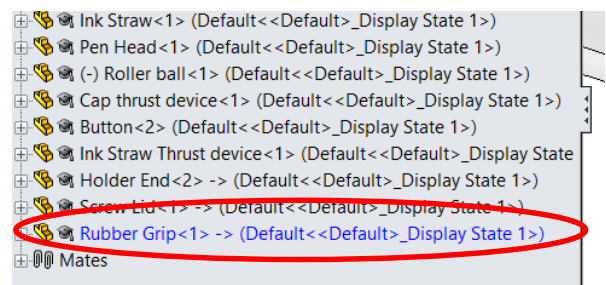 Ink Straw<1> (Default<<Default>_Display State 1>)
Pen Head<1> (Default<<Default>_Display State 1>)
(-) Roller ball<1> (Default<<Default>_Display State 1>)
Cap thrust device<1> (Default<<Default>_Display State 1>)
Button<2> (Default<<Default>_Display State 1>)
Ink Straw Thrust device<1> (Default<<Default>_Display State
Holder End<2> -> (Default<<Default>_Display State 1>)
Screw Lid<1> -> (Default<<Default>_Display State 1>)
Rubber Grip<1> -> (Default<<Default>_Display State 1>)
Mates